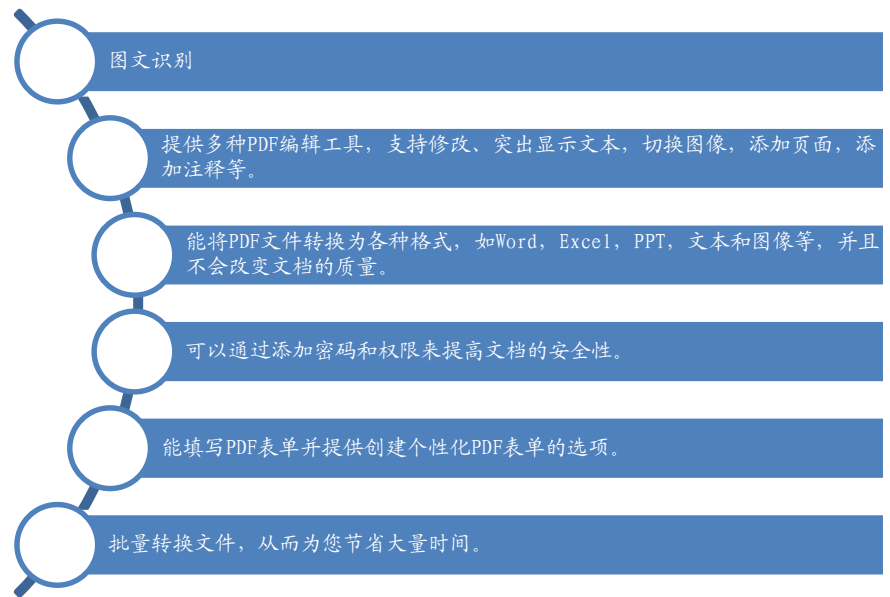 图文识别
提供多种PDF编辑工具，支持修改、突出显示文本，切换图像，添加页面，添
加注释等。
能将PDF文件转换为各种格式，如Word，Excel，PPT，文本和图像等，并且
不会改变文档的质量。
可以通过添加密码和权限来提高文档的安全性。
能填写PDF表单并提供创建个性化PDF表单的选项。
批量转换文件，从而为您节省大量时间。